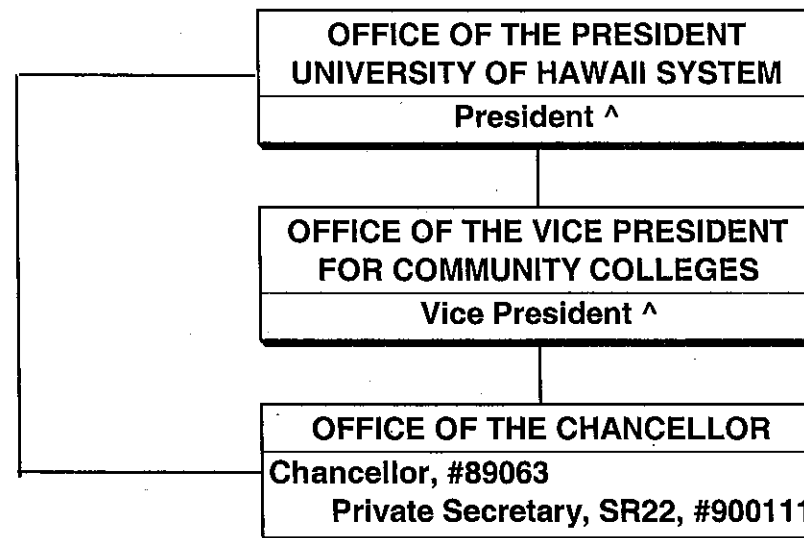 OFFICE OF THE PRESIDENT
UNIVERSITY OF HAWAII SYSTEM
President ^
OFFICE OF THE VICE PRESIDENT
FOR COMMUNITY COLLEGES
Vice President ^
OFFICE OF THE CHANCELLOR
Chancellor, #89063
Private Secretary, SR22, #900111